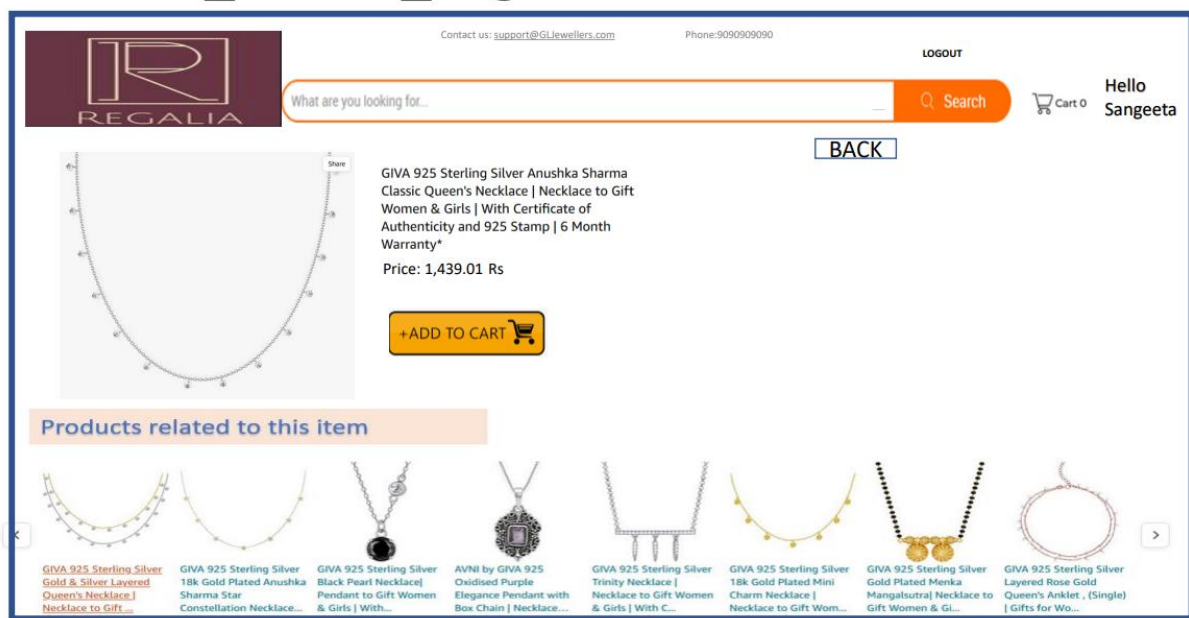 Contact us: support@GLJewellers.com Phone:9090909090
LOGOUT
REGALIA
What are you looking for...
Search
Cart 0
Hello
Sangeeta
BACK
Share
GIVA 925 Sterling Silver Anushka Sharma
Classic Queen's Necklace | Necklace to Gift
Women & Girls | With Certificate of
Authenticity and 925 Stamp | 6 Month
Warranty*
Price: 1,439.01 Rs
+ADD TO CART
Products related to this item
GIVA 925 Sterling Silver
Gold & Silver Layered
Queen's Necklace |
Necklace to Gift ...
GIVA 925 Sterling Silver
18k Gold Plated Anushka
Sharma Star
Constellation Necklace...
GIVA 925 Sterling Silver
Black Pearl Necklace|
Pendant to Gift Women
& Girls | With...
AVNI by GIVA 925
Oxidised Purple
Elegance Pendant with
Box Chain | Necklace...
GIVA 925 Sterling Silver
Trinity Necklace |
Necklace to Gift Women
& Girls | With C...
GIVA 925 Sterling Silver
18k Gold Plated Mini
Charm Necklace |
Necklace to Gift Wom...
GIVA 925 Sterling Silver
Gold Plated Menka
Mangalsutra| Necklace to
Gift Women & Gi...
GIVA 925 Sterling Silver
Layered Rose Gold
Queen's Anklet , (Single)
| Gifts for Wo...